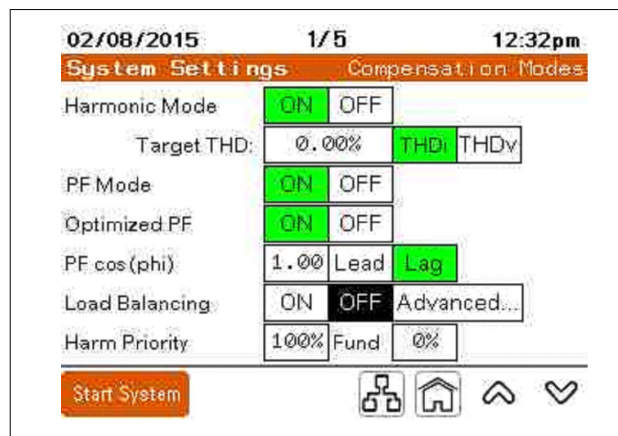 02/08/2015 1/5 12:32pm
System Settings Compensation Modes
Harmonic Mode ON OFF
Target THD: 0.00% THDi THDv
PF Mode ON OFF
Optimized PF ON OFF
PF cos(phi) 1.00 Lead Lag
Load Balancing ON OFF Advanced...
Harm Priority 100% Fund 0%
Start System